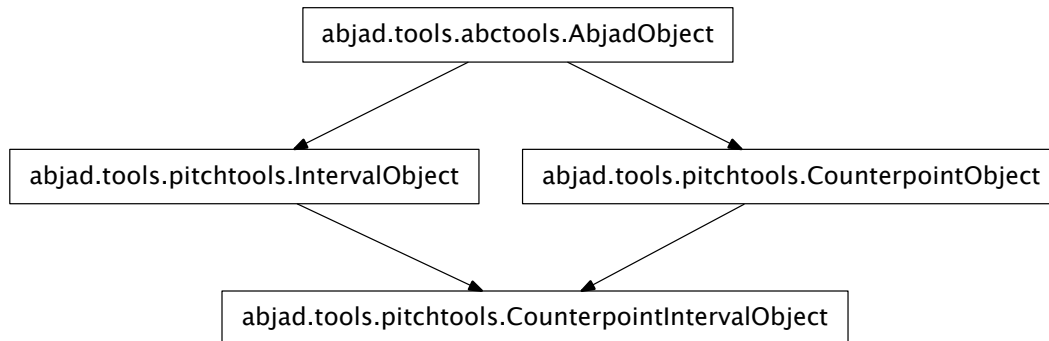 abjad.tools.abctools.AbjadObject
abjad.tools.pitchtools.IntervalObject
abjad.tools.pitchtools.CounterpointObject
abjad.tools.pitchtools.CounterpointIntervalObject